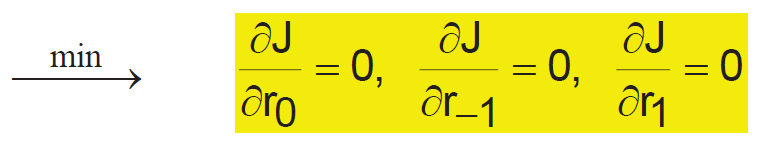 min → ∂J/∂r₀ = 0, ∂J/∂r₋₁ = 0, ∂J/∂r₁ = 0